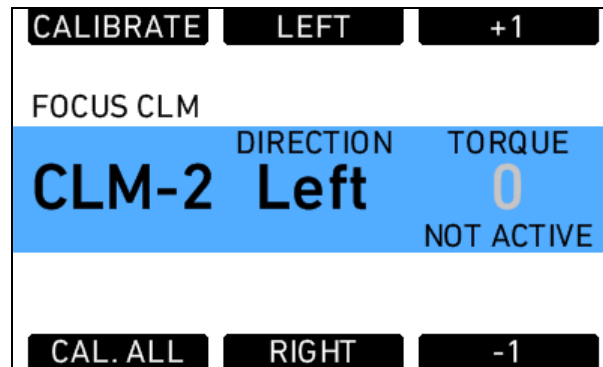 CALIBRATE LEFT +1
FOCUS CLM
DIRECTION TORQUE
CLM-2 Left 0
NOT ACTIVE
CAL. ALL RIGHT -1